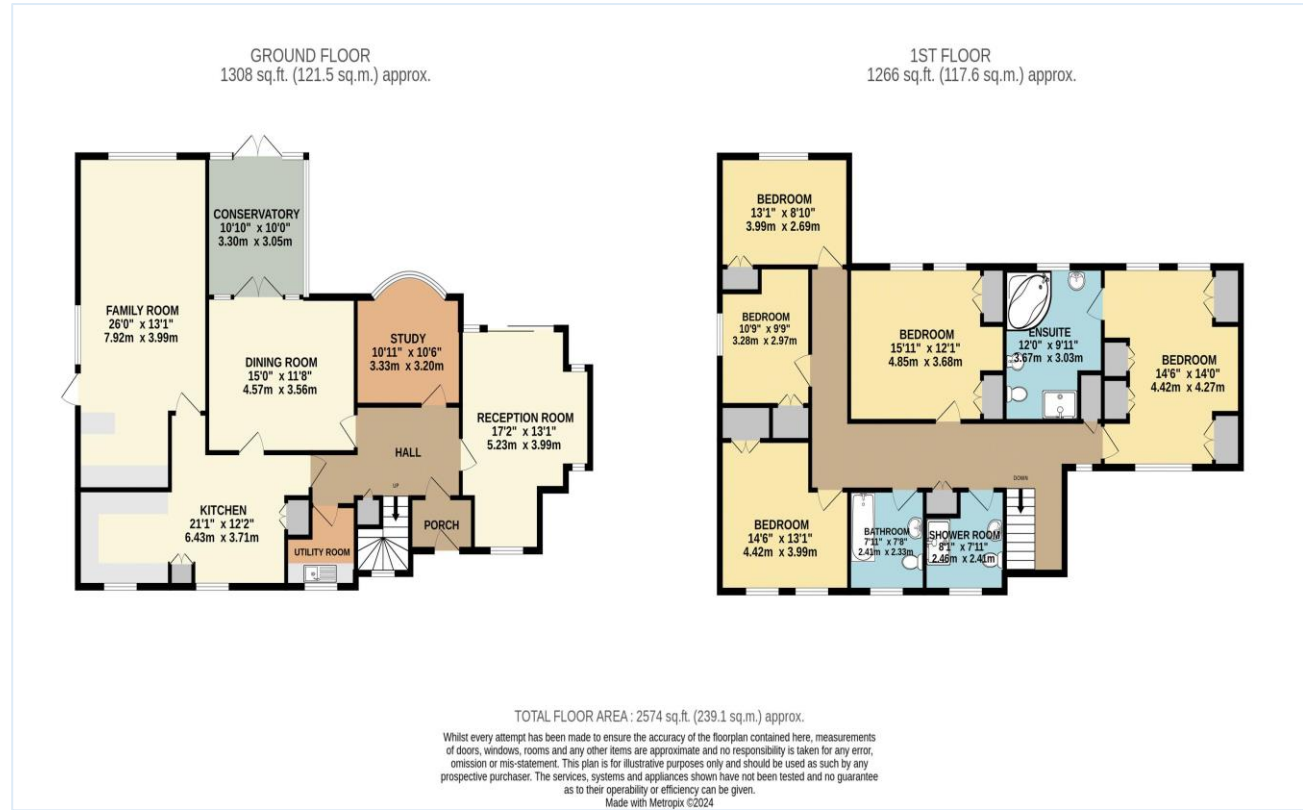 GROUND FLOOR
1308 sq.ft. (121.5 sq.m.) approx.
1ST FLOOR
1266 sq.ft. (117.6 sq.m.) approx.
CONSERVATORY
10'10" x 10'0"
3.30m x 3.05m
FAMILY ROOM
26'0" x 13'1"
7.92m x 3.99m
DINING ROOM
15'0" x 11'8"
4.57m x 3.56m
STUDY
10'11" x 10'6"
3.33m x 3.20m
RECEPTION ROOM
17'2" x 13'1"
5.23m x 3.99m
HALL
UP
KITCHEN
21'1" x 12'2"
6.43m x 3.71m
PORCH
UTILITY ROOM
BEDROOM
13'1" x 8'10"
3.99m x 2.69m
BEDROOM
10'9" x 9'9"
3.28m x 2.97m
BEDROOM
15'11" x 12'1"
4.85m x 3.68m
ENSUITE
12'0" x 9'11"
3.67m x 3.03m
BEDROOM
14'6" x 14'0"
4.42m x 4.27m
DOWN
BEDROOM
14'6" x 13'1"
4.42m x 3.99m
BATHROOM
7'11" x 7'8"
2.41m x 2.33m
SHOWER ROOM
8'1" x 7'11"
2.46m x 2.41m
TOTAL FLOOR AREA : 2574 sq.ft. (239.1 sq.m.) approx.
Whilst every attempt has been made to ensure the accuracy of the floorplan contained here, measurements
of doors, windows, rooms and any other items are approximate and no responsibility is taken for any error,
omission or mis-statement. This plan is for illustrative purposes only and should be used as such by any
prospective purchaser. The services, systems and appliances shown have not been tested and no guarantee
as to their operability or efficiency can be given.
Made with Metropix ©2024